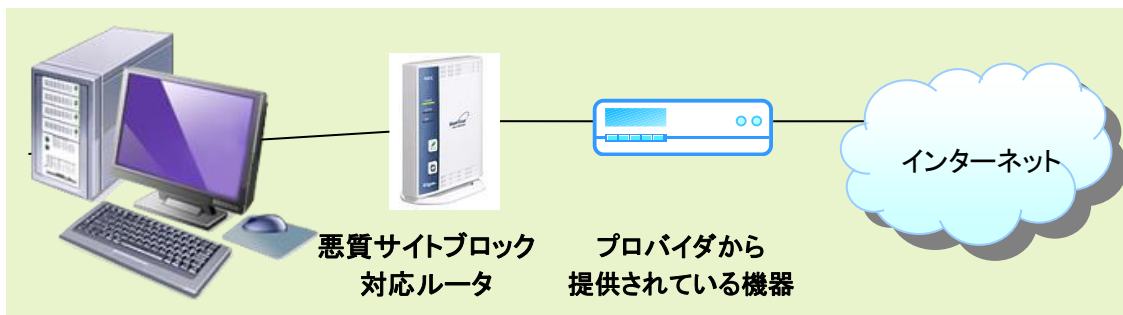 インターネット
悪質サイトブロック
対応ルータ
プロバイダから
提供されている機器